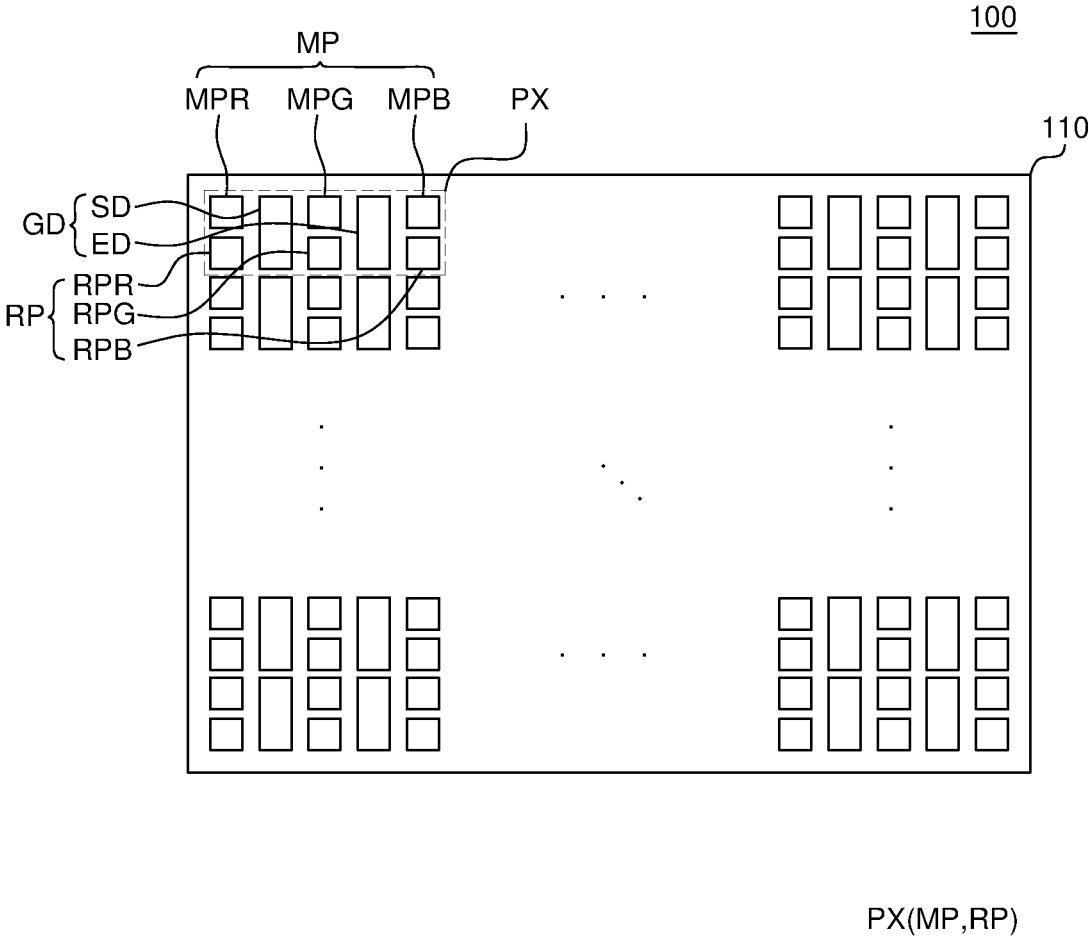 100
MP
MPR MPG MPB PX
110
GD { SD
ED
RP { RPR
RPG
RPB
PX(MP,RP)